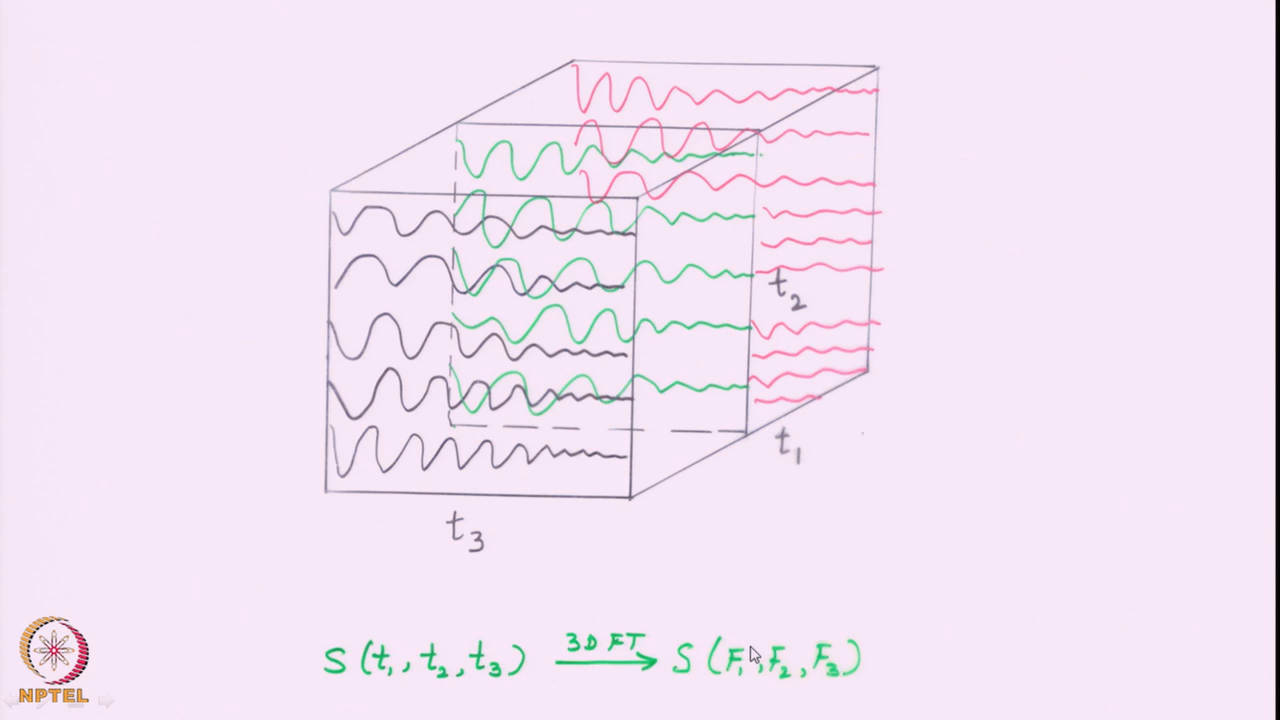 t₂
t₁
t₃
3D FT
S (t₁, t₂, t₃) ⟶ S (F₁, F₂, F₃)
NPTEL